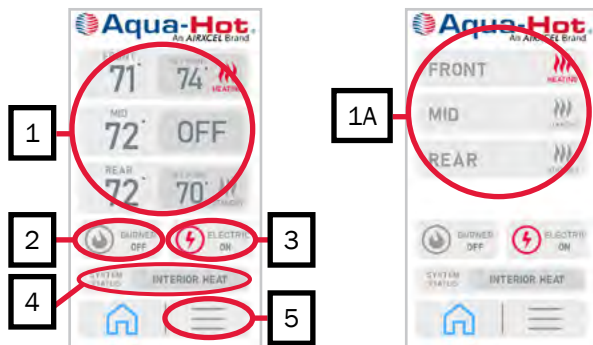 Aqua-Hot.
An AIRXCEL Brand
FRONT
71°
74°
HEATING
MID
72°
OFF
REAR
72°
70°
STANDBY
BURNER
OFF
ELECTRIC
ON
SYSTEM
STATUS:
INTERIOR HEAT
1
2
3
4
5
Aqua-Hot.
An AIRXCEL Brand
FRONT
HEATING
MID
REAR
BURNER
OFF
ELECTRIC
ON
SYSTEM
STATUS:
INTERIOR HEAT
1A